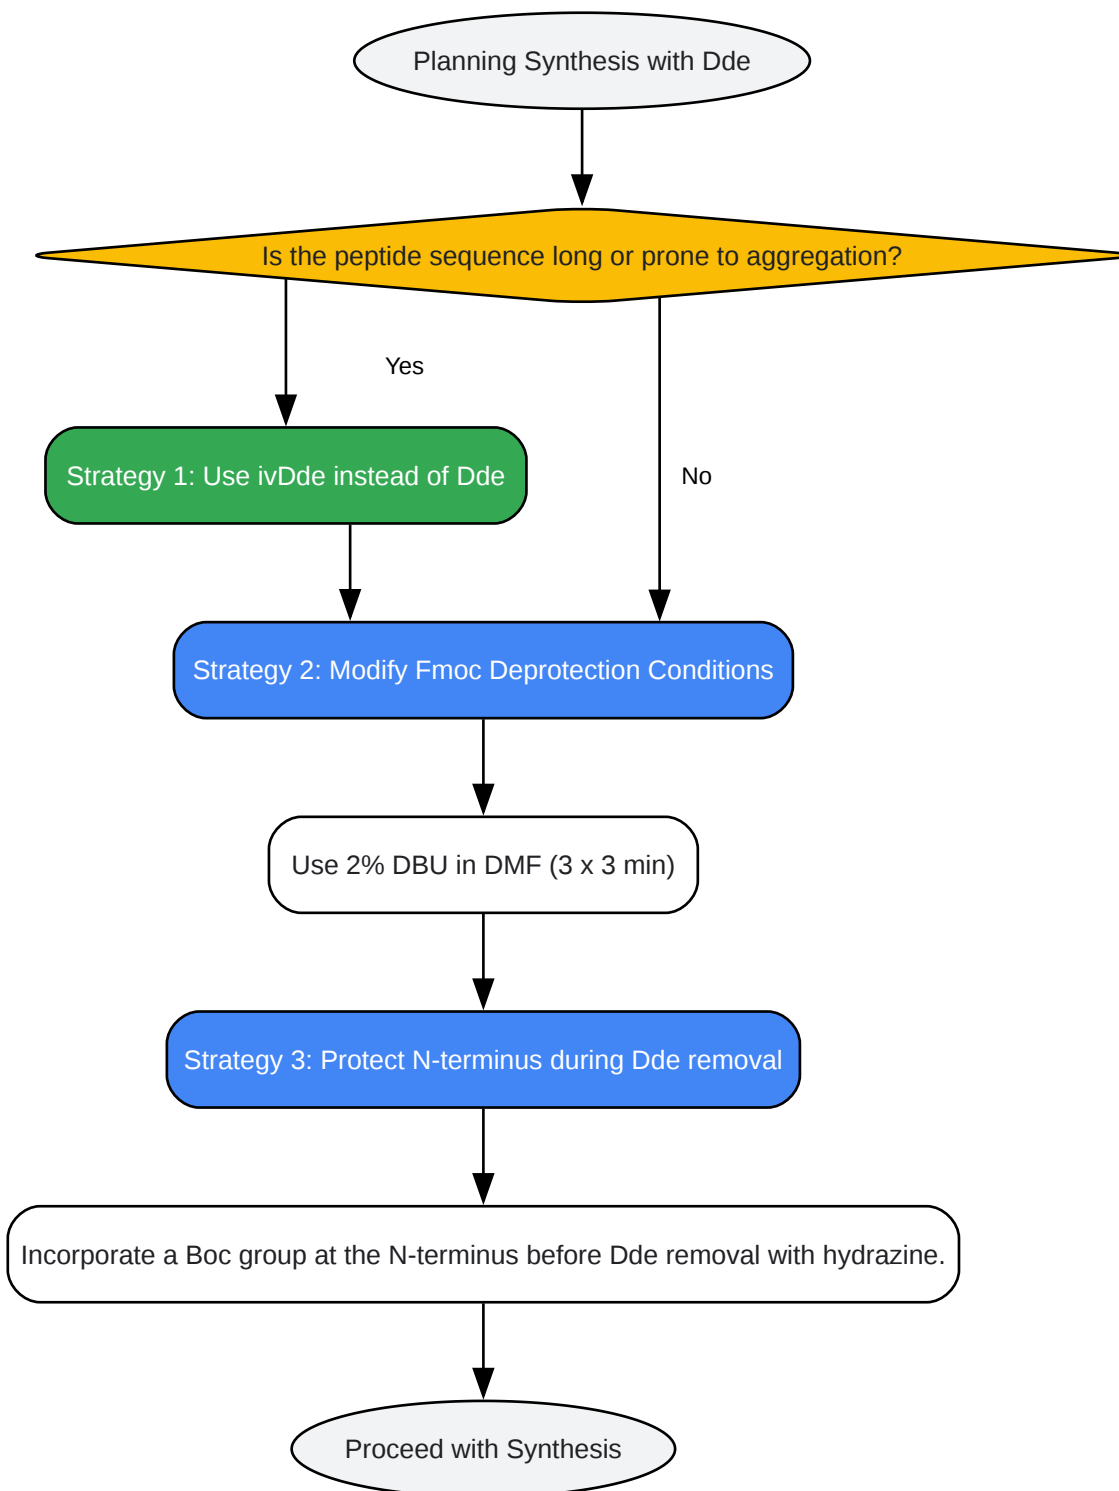 Planning Synthesis with Dde
Is the peptide sequence long or prone to aggregation?
Yes
Strategy 1: Use ivDde instead of Dde
No
Strategy 2: Modify Fmoc Deprotection Conditions
Use 2% DBU in DMF (3 x 3 min)
Strategy 3: Protect N-terminus during Dde removal
Incorporate a Boc group at the N-terminus before Dde removal with hydrazine.
Proceed with Synthesis